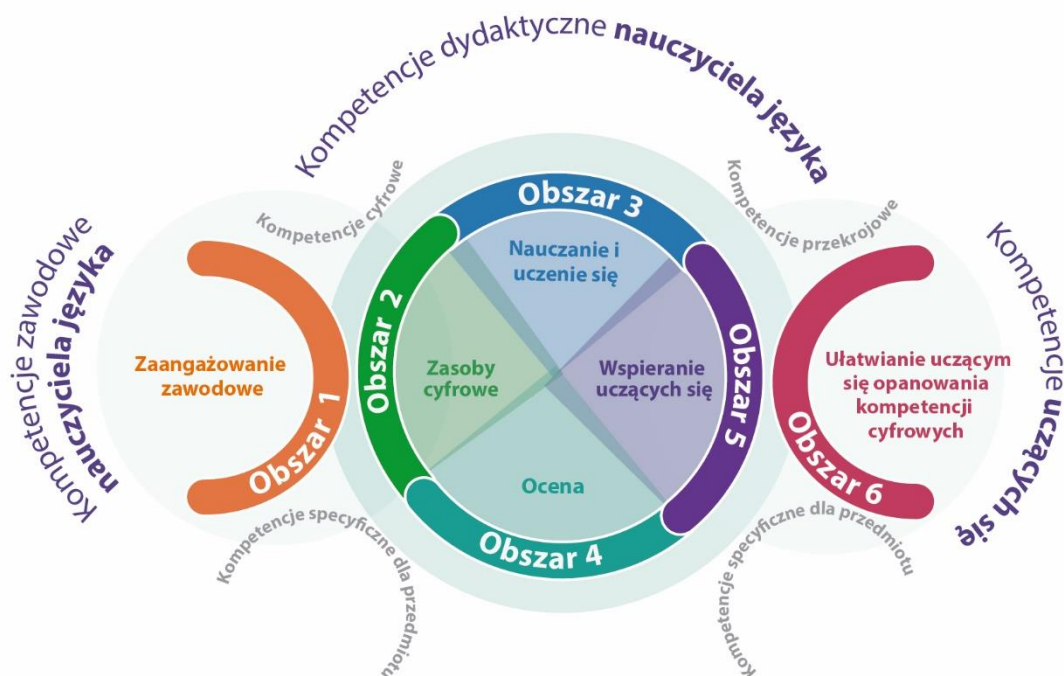 Kompetencje zawodowe
nauczyciela języka
Kompetencje dydaktyczne nauczyciela języka
Kompetencje uczących się
Kompetencje cyfrowe
Kompetencje przekrojowe
Obszar 1
Zaangażowanie
zawodowe
Obszar 2
Zasoby
cyfrowe
Obszar 3
Nauczanie i
uczenie się
Obszar 4
Ocena
Obszar 5
Wspieranie
uczących się
Obszar 6
Ułatwianie uczącym
się opanowania
kompetencji
cyfrowych
Kompetencje specyficzne dla przedmiotu
Kompetencje specyficzne dla przedmiotu